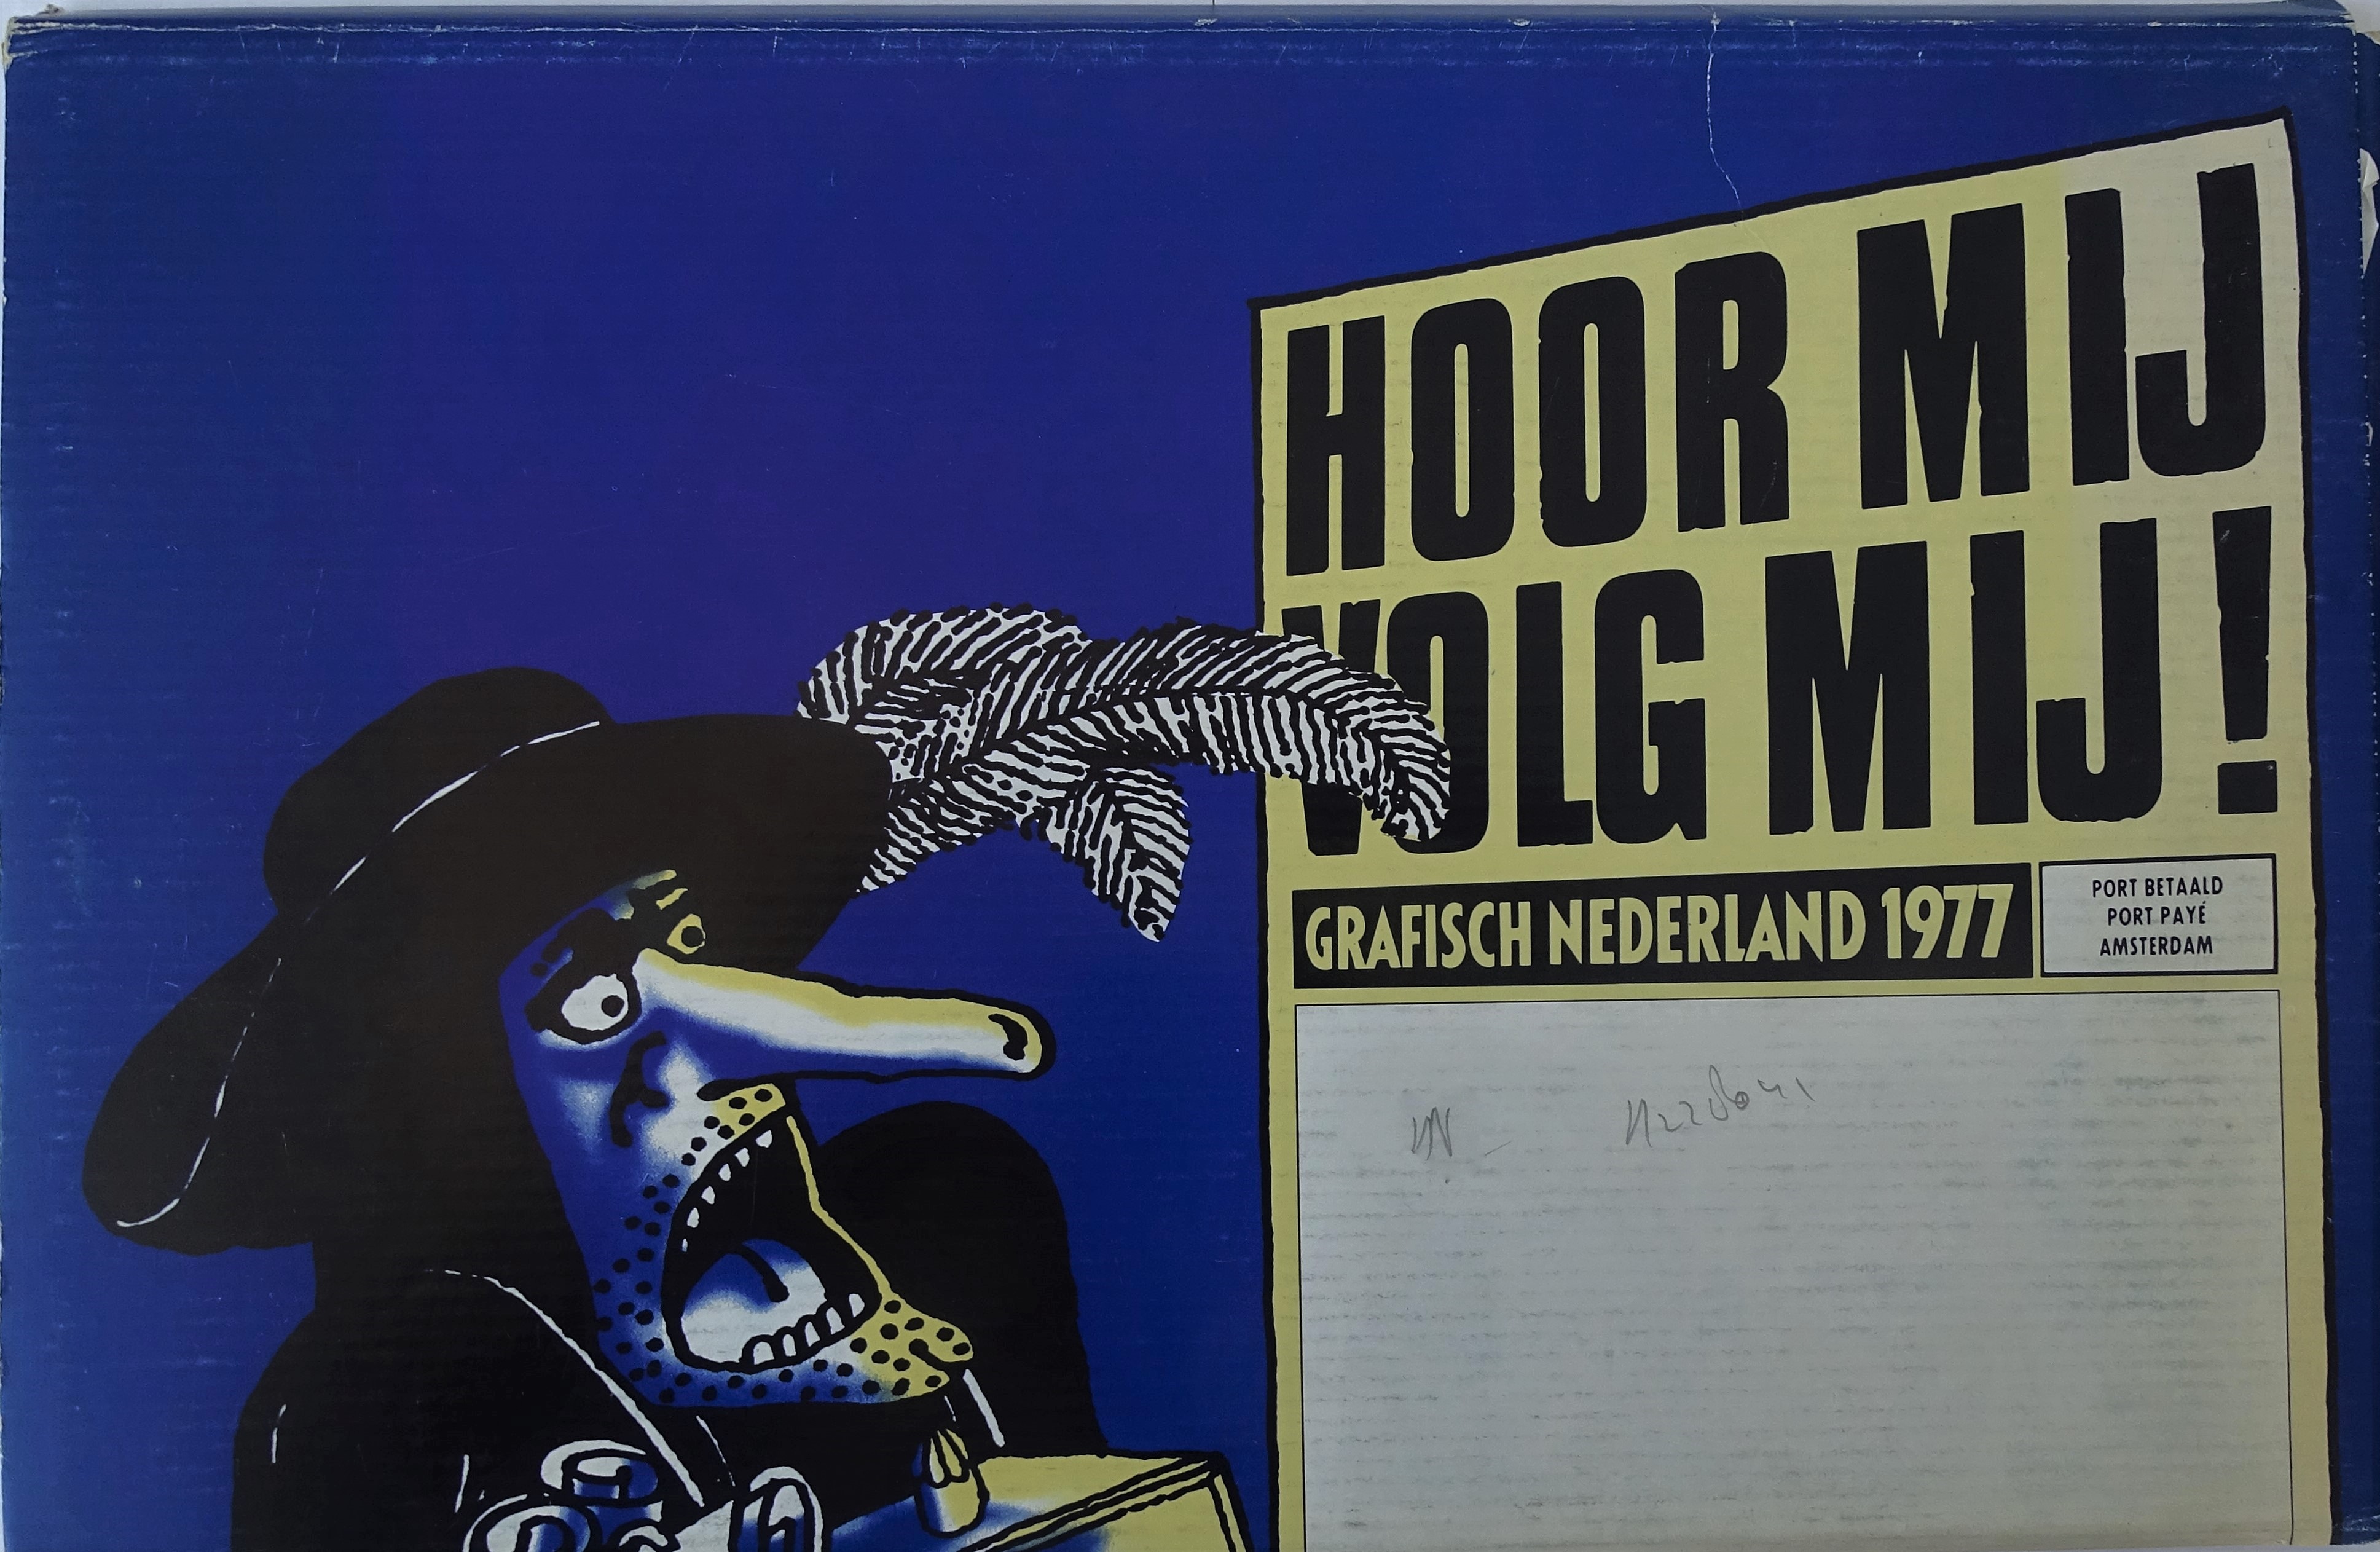 HOOR MIJ
VOLG MIJ!
GRAFISCH NEDERLAND 1977
PORT BETAALD
PORT PAYÉ
AMSTERDAM